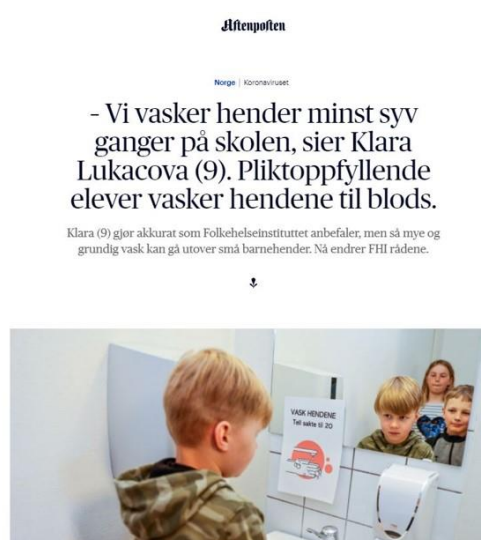 Aftenposten
Norge | Koronaviruset
– Vi vasker hender minst syv
ganger på skolen, sier Klara
Lukacova (9). Pliktoppfyllende
elever vasker hendene til blods.
Klara (9) gjør akkurat som Folkehelseinstituttet anbefaler, men så mye og
grundig vask kan gå utover små barnehender. Nå endrer FHI rådene.
VASK HENDENE
Tell sakte til 20